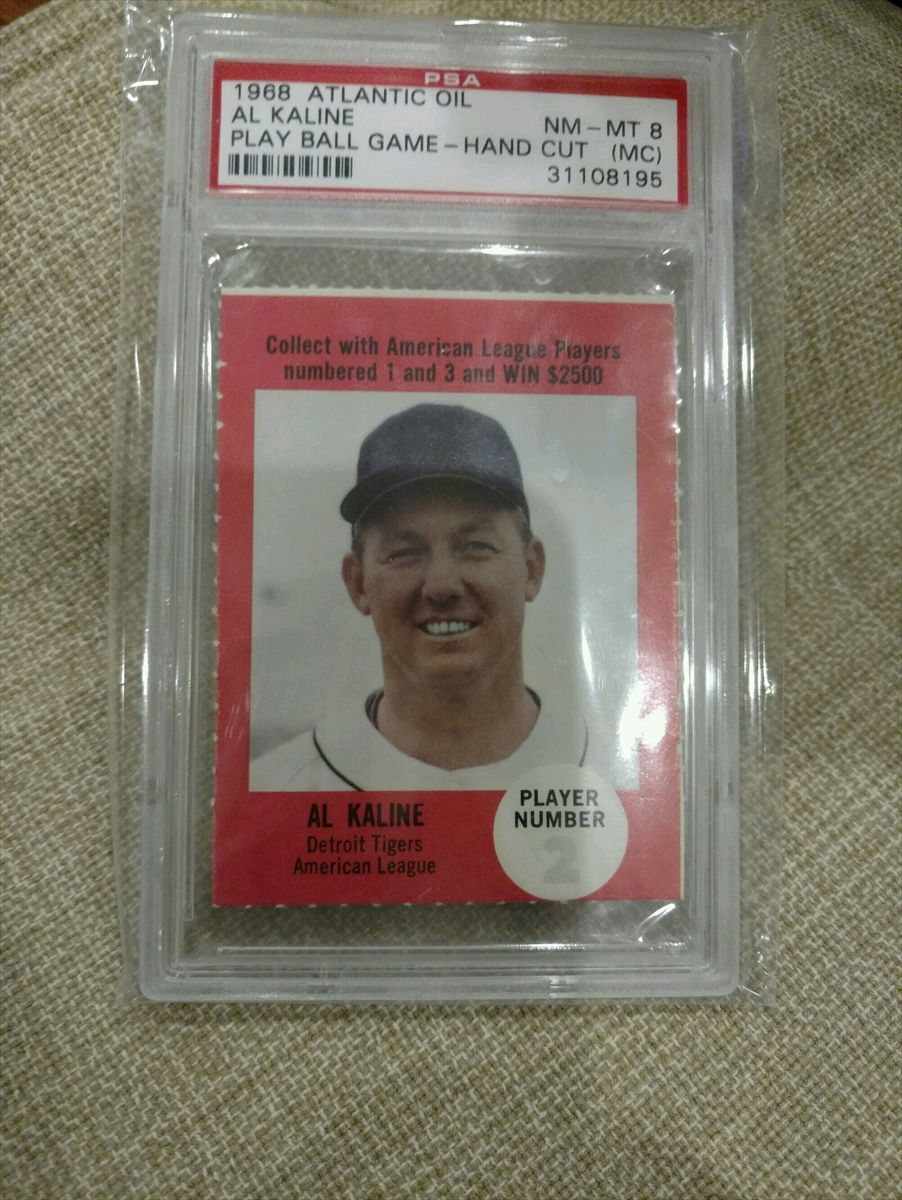 PSA
1968 ATLANTIC OIL
AL KALINE NM-MT 8
PLAY BALL GAME-HAND CUT (MC)
31108195
Collect with American League Players
numbered 1 and 3 and WIN $2500
AL KALINE
Detroit Tigers
American League
PLAYER
NUMBER
2